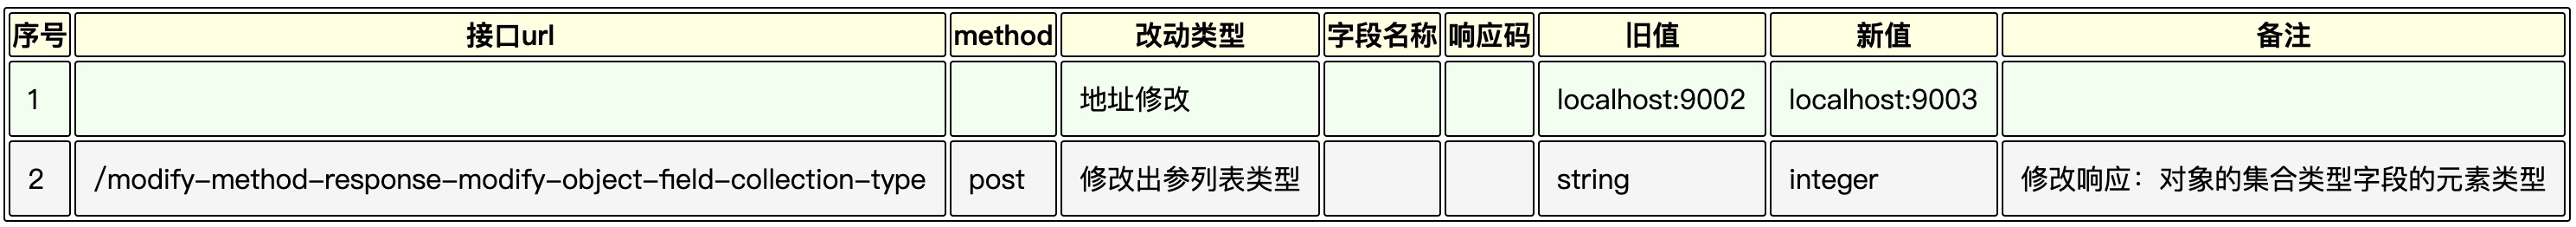 序号 接口url method 改动类型 字段名称 响应码 旧值 新值 备注
1 地址修改 localhost:9002 localhost:9003
2 /modify-method-response-modify-object-field-collection-type post 修改出参列表类型 string integer 修改响应：对象的集合类型字段的元素类型